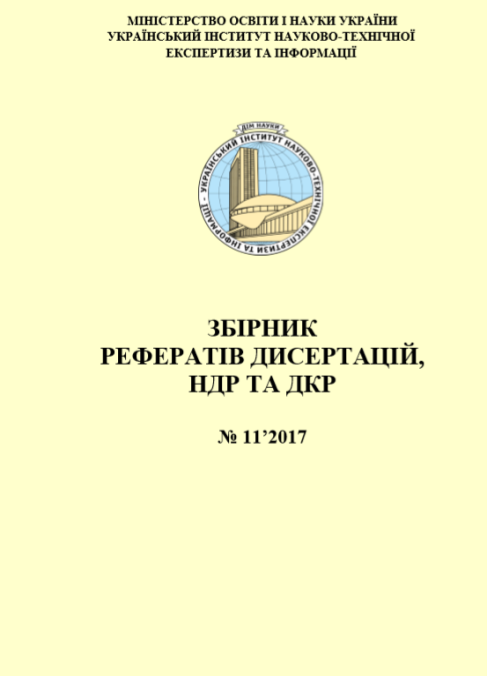 МІНІСТЕРСТВО ОСВІТИ І НАУКИ УКРАЇНИ
УКРАЇНСЬКИЙ ІНСТИТУТ НАУКОВО-ТЕХНІЧНОЇ
ЕКСПЕРТИЗИ ТА ІНФОРМАЦІЇ
ДІМ НАУКИ
УКРАЇНСЬКИЙ ІНСТИТУТ НАУКОВО-ТЕХНІЧНОЇ ЕКСПЕРТИЗИ ТА ІНФОРМАЦІЇ
ЗБІРНИК
РЕФЕРАТІВ ДИСЕРТАЦІЙ,
НДР ТА ДКР
№ 11’2017